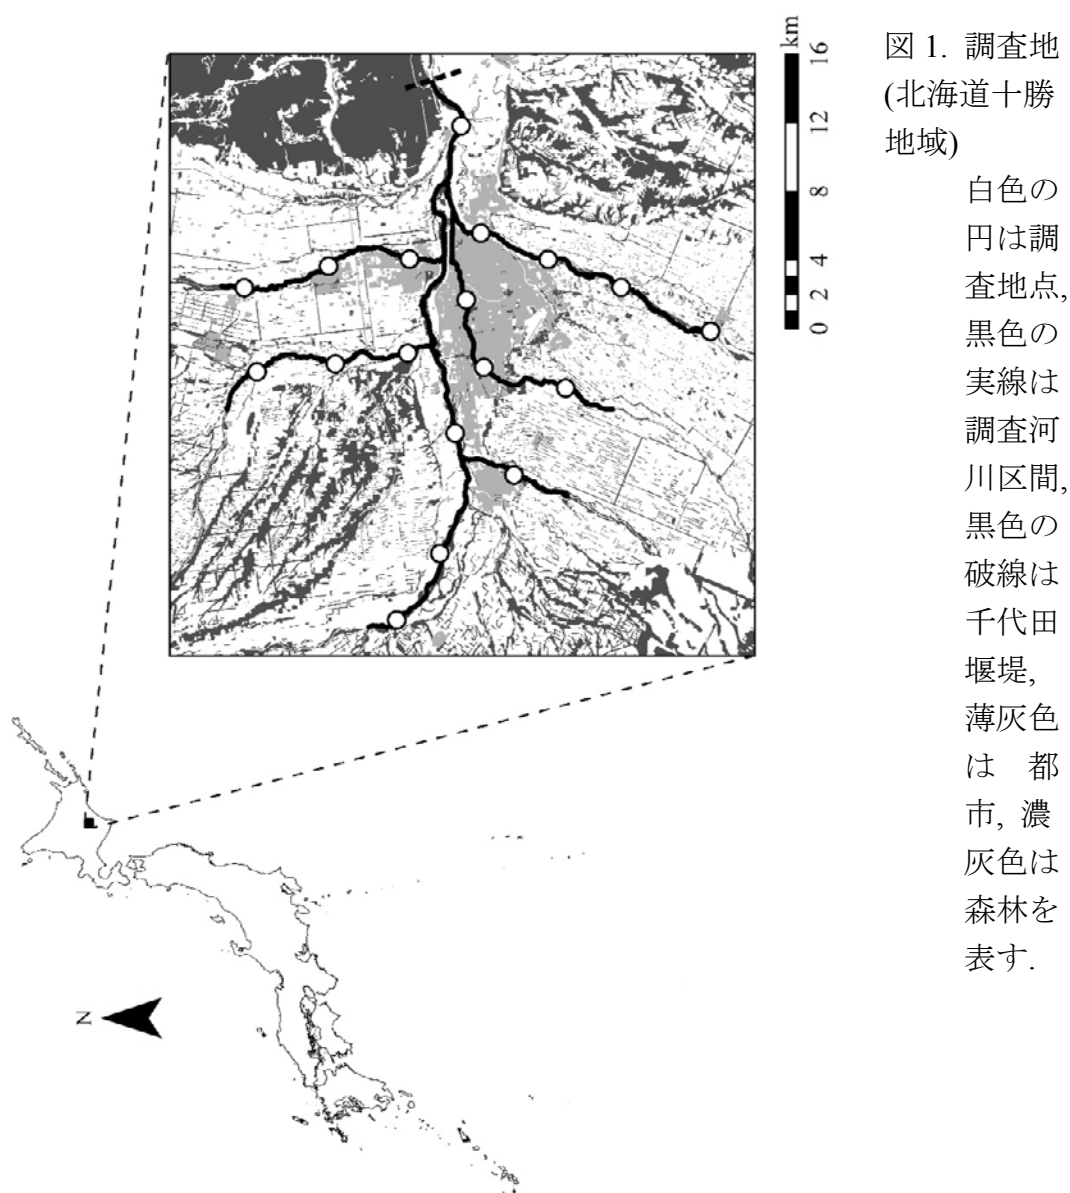 km
16
12
8
4
2
0
図 1. 調査地
(北海道十勝
地域)
白色の
円は調
査地点,
黒色の
実線は
調査河
川区間,
黒色の
破線は
千代田
堰堤,
薄灰色
は 都
市, 濃
灰色は
森林を
表す.
N